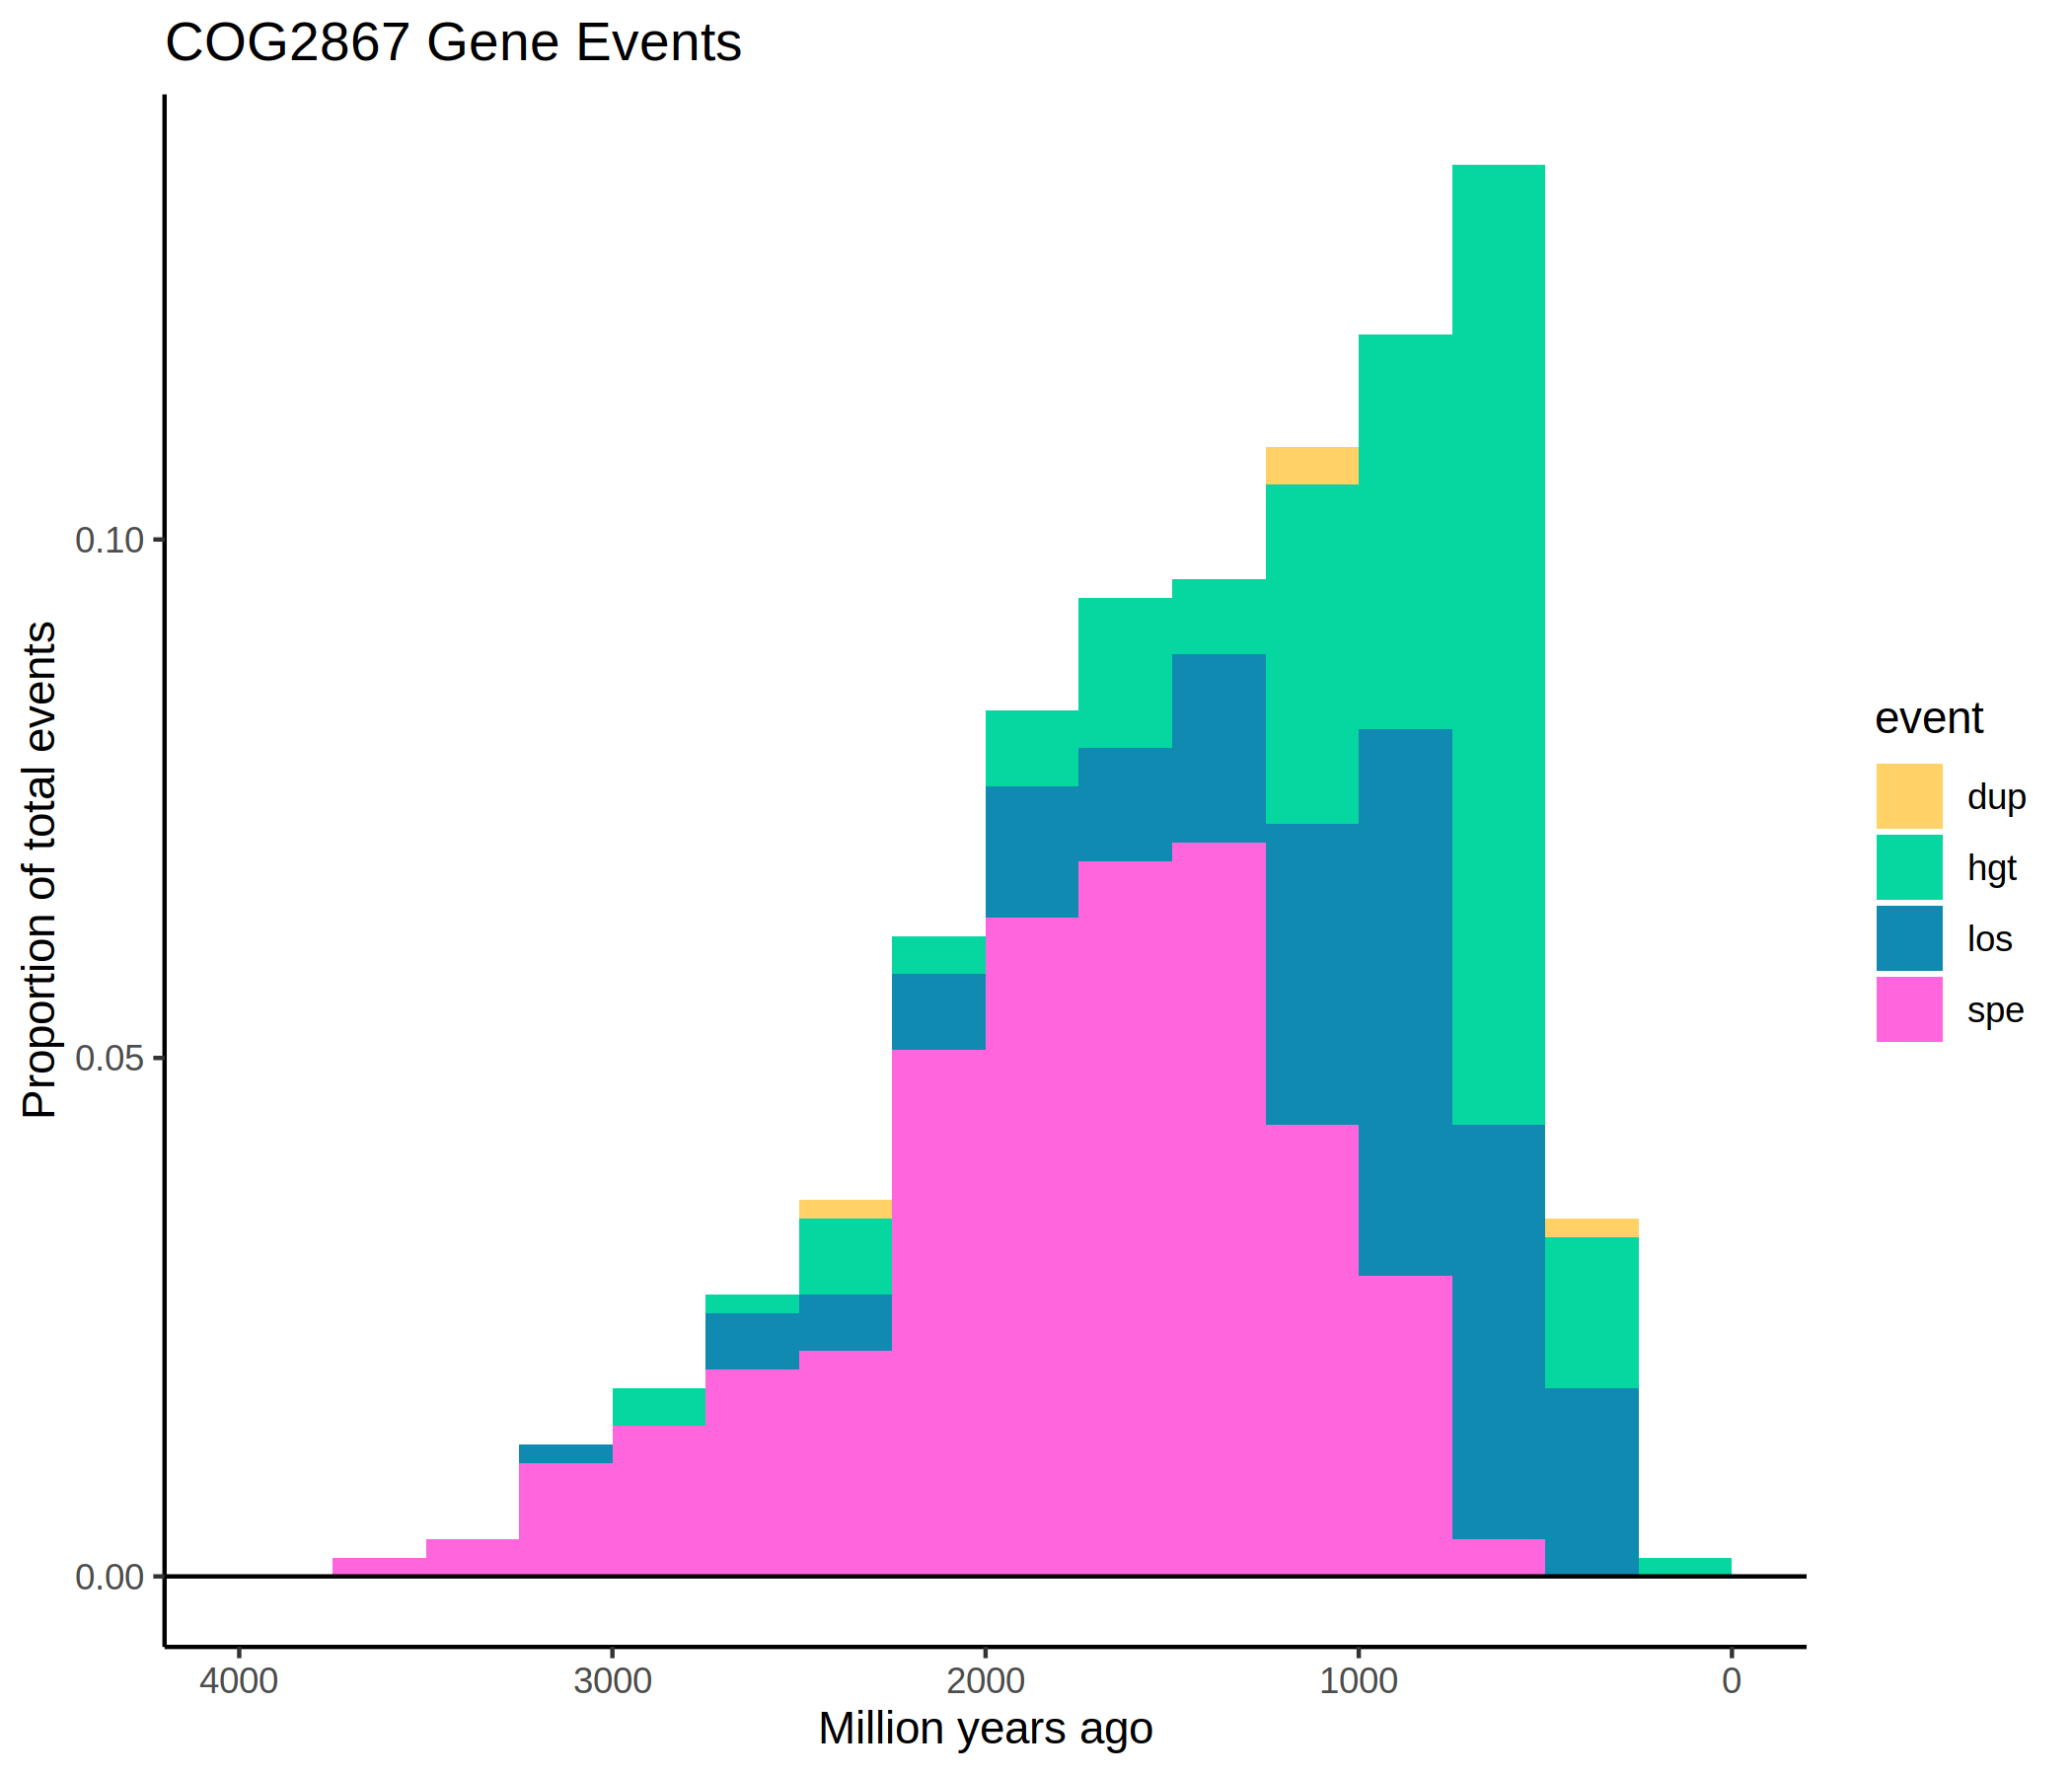 COG2867 Gene Events
Proportion of total events
0.10
0.05
0.00
4000 3000 2000 1000 0
Million years ago
event
dup
hgt
los
spe